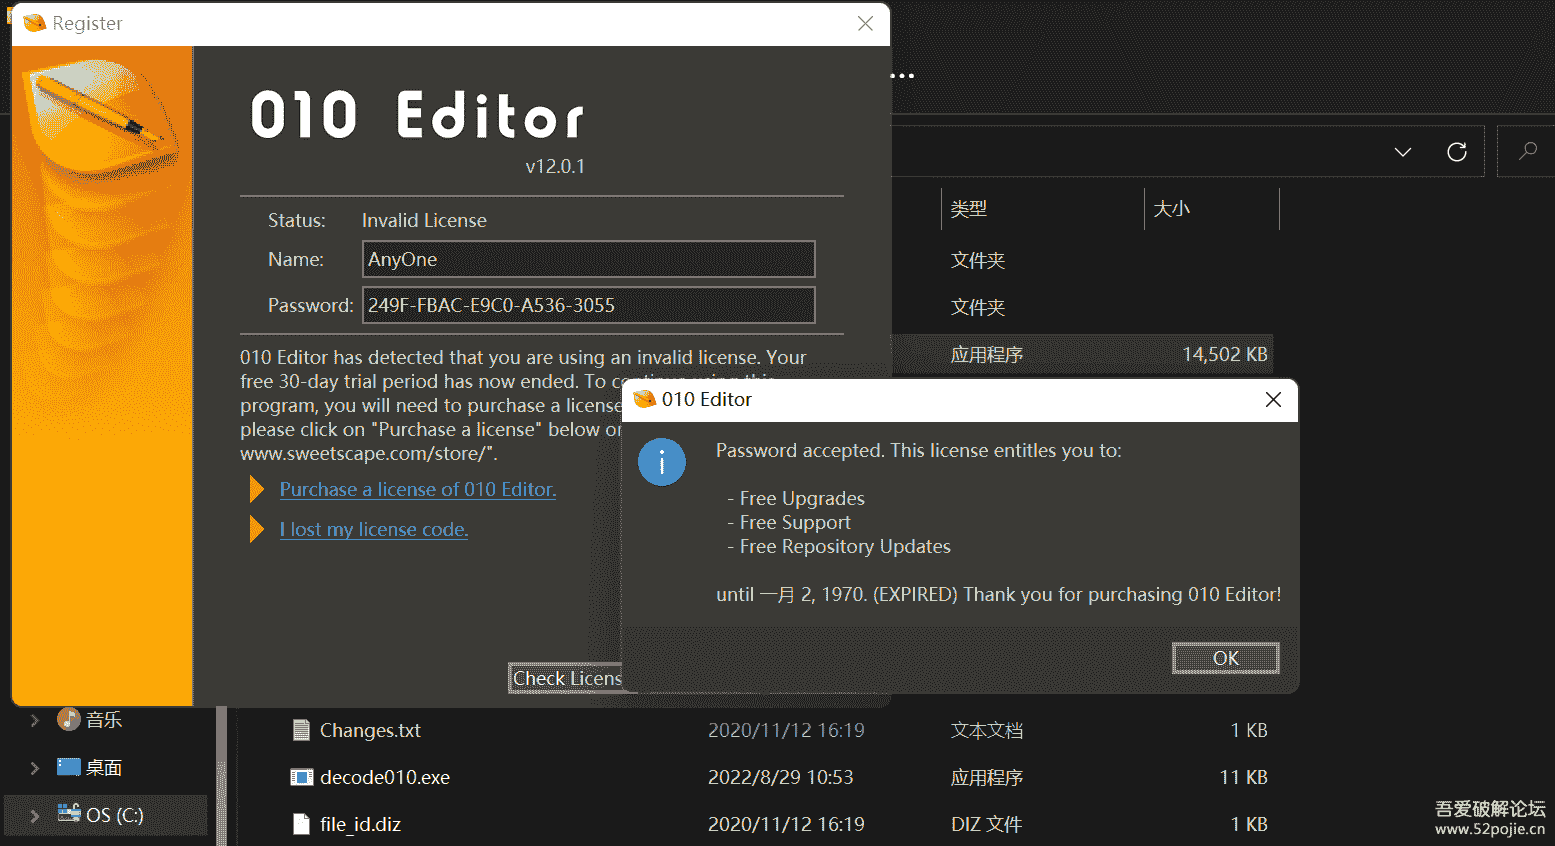 Register
010 Editor
v12.0.1
Status: Invalid License
Name: AnyOne
Password: 249F-FBAC-E9C0-A536-3055
010 Editor has detected that you are using an invalid license. Your
free 30-day trial period has now ended. To continue using this
program, you will need to purchase a license
please click on "Purchase a license" below or
www.sweetscape.com/store/".
Purchase a license of 010 Editor.
I lost my license code.
Check Licens
...
类型 大小
文件夹
文件夹
应用程序 14,502 KB
010 Editor
Password accepted. This license entitles you to:
- Free Upgrades
- Free Support
- Free Repository Updates
until 一月 2, 1970. (EXPIRED) Thank you for purchasing 010 Editor!
OK
音乐
桌面
OS (C:)
Changes.txt 2020/11/12 16:19 文本文档 1 KB
decode010.exe 2022/8/29 10:53 应用程序 11 KB
file_id.diz 2020/11/12 16:19 DIZ 文件 1 KB
吾爱破解论坛
www.52pojie.cn